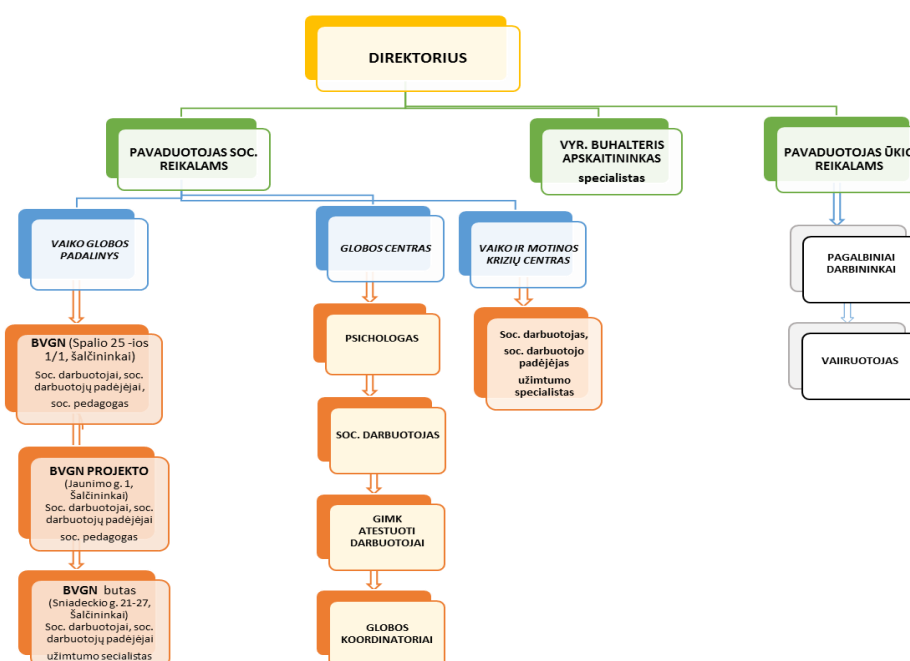 DIREKTORIUS
PAVADUOTOJAS SOC.
REIKALAMS
VYR. BUHALTERIS
APSKAITININKAS
specialistas
PAVADUOTOJAS ŪKIO
REIKALAMS
VAIKO GLOBOS
PADALINYS
GLOBOS CENTRAS
VAIKO IR MOTINOS
KRIZIŲ CENTRAS
PAGALBINIAI
DARBININKAI
VAIIRUOTOJAS
BVGN (Spalio 25 -ios
1/1, šalčininkai)
Soc. darbuotojai, soc.
darbuotojų padėjėjai,
soc. pedagogas
BVGN PROJEKTO
(Jaunimo g. 1,
Šalčininkai)
Soc. darbuotojai, soc.
darbuotojų padėjėjai
soc. pedagogas
BVGN butas
(Sniadeckio g. 21-27,
Šalčininkai)
Soc. darbuotojai, soc.
darbuotojų padėjėjai
užimtumo secialistas
PSICHOLOGAS
SOC. DARBUOTOJAS
GIMK
ATESTUOTI
DARBUOTOJAI
GLOBOS
KOORDINATORIAI
Soc. darbuotojas,
soc. darbuotojo
padėjėjas
užimtumo
specialistas